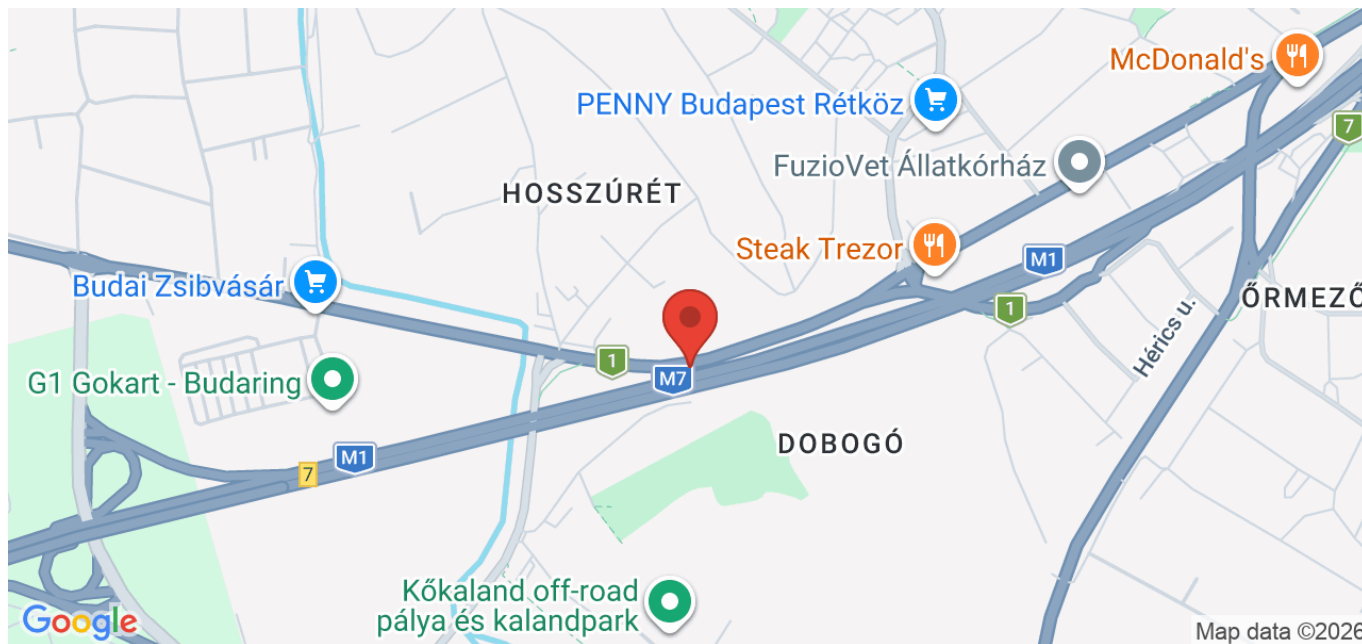 McDonald's
PENNY Budapest Rétköz
7
FuzioVet Állatkórház
HOSSZÚRÉT
Steak Trezor
M1
Budai Zsibvásár
ŐRMEZŐ
1
Hérics u.
1
M7
G1 Gokart - Budaring
DOBOGÓ
M1
7
Kőkaland off-road
pálya és kalandpark
Google
Map data ©2026